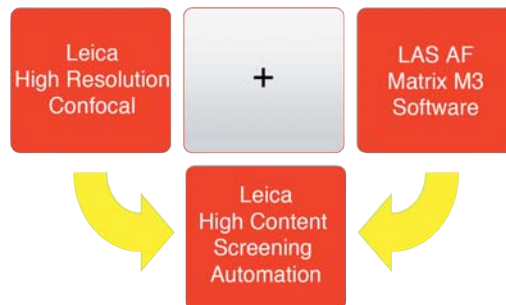 Leica
High Resolution
Confocal
+
LAS AF
Matrix M3
Software
Leica
High Content
Screening
Automation